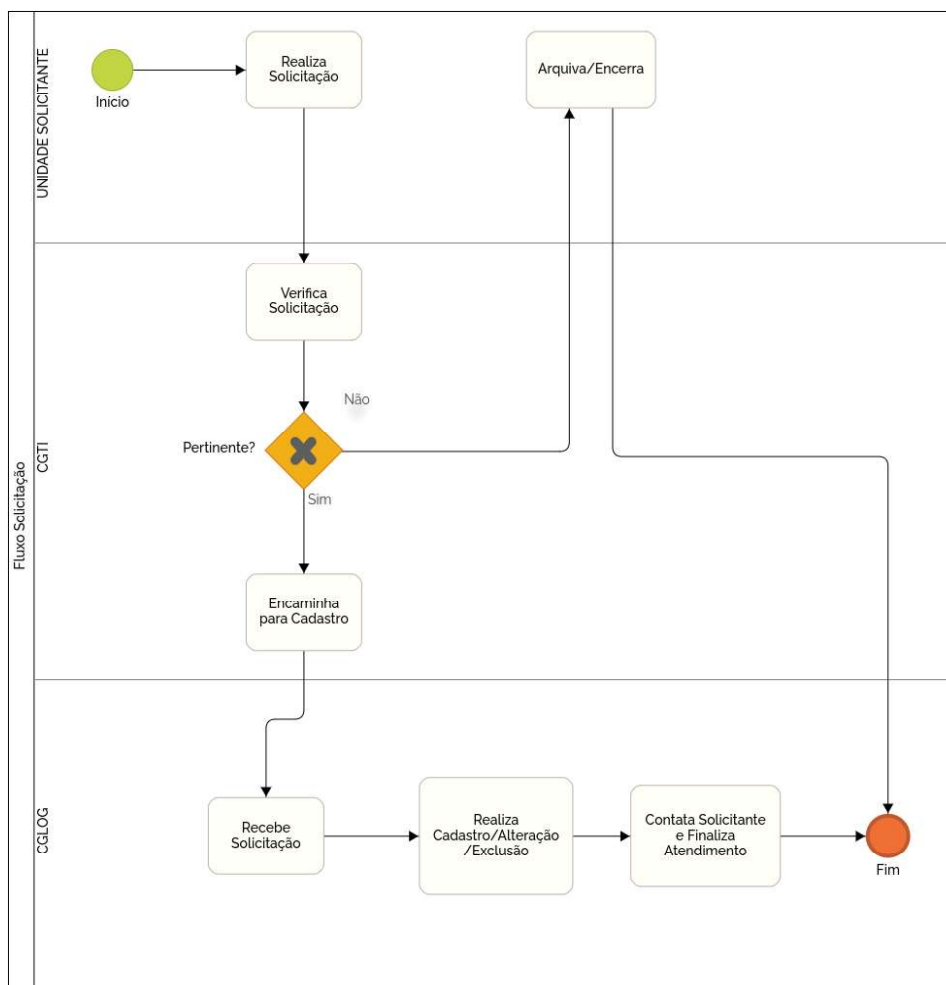 Fluxo Solicitação
UNIDADE SOLICITANTE
Início
Realiza
Solicitação
Arquiva/Encerra
CGTI
Verifica
Solicitação
Não
Pertinente?
Sim
Encaminha
para Cadastro
CGLOG
Recebe
Solicitação
Realiza
Cadastro/Alteração
/Exclusão
Contata Solicitante
e Finaliza
Atendimento
Fim